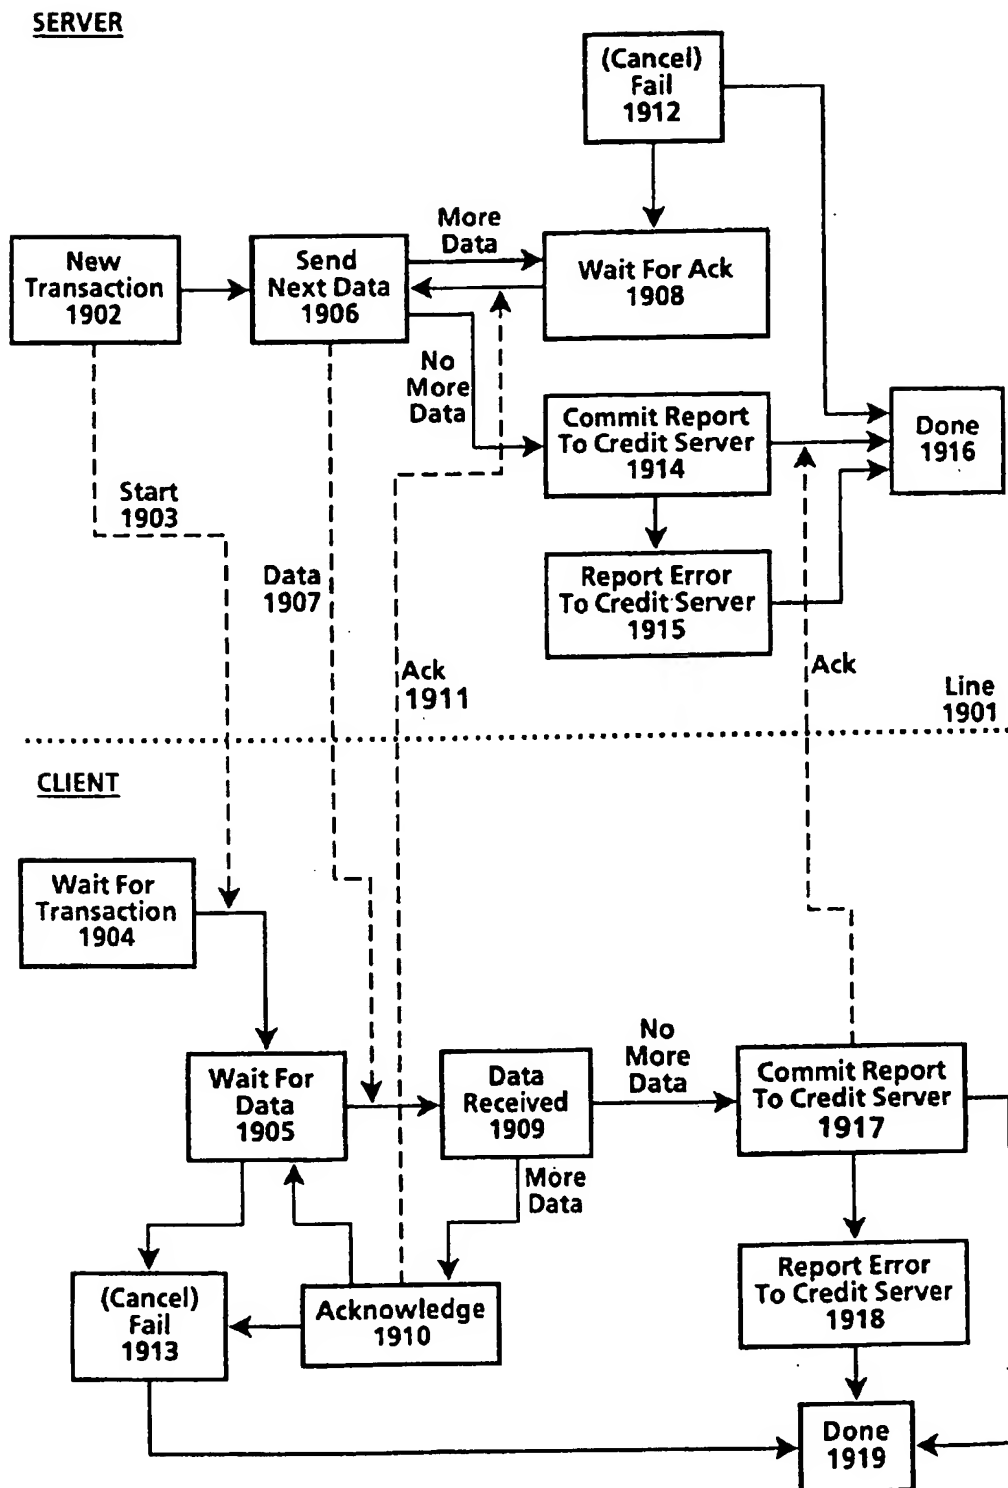 SERVER
(Cancel)
Fail
1912
More
Data
New
Transaction
1902
Send
Next Data
1906
Wait For Ack
1908
No
More
Data
Commit Report
To Credit Server
1914
Done
1916
Start
1903
Data
1907
Report Error
To Credit Server
1915
Ack
1911
Ack
Line
1901
CLIENT
Wait For
Transaction
1904
Wait For
Data
1905
Data
Received
1909
No
More
Data
Commit Report
To Credit Server
1917
More
Data
(Cancel)
Fail
1913
Acknowledge
1910
Report Error
To Credit Server
1918
Done
1919